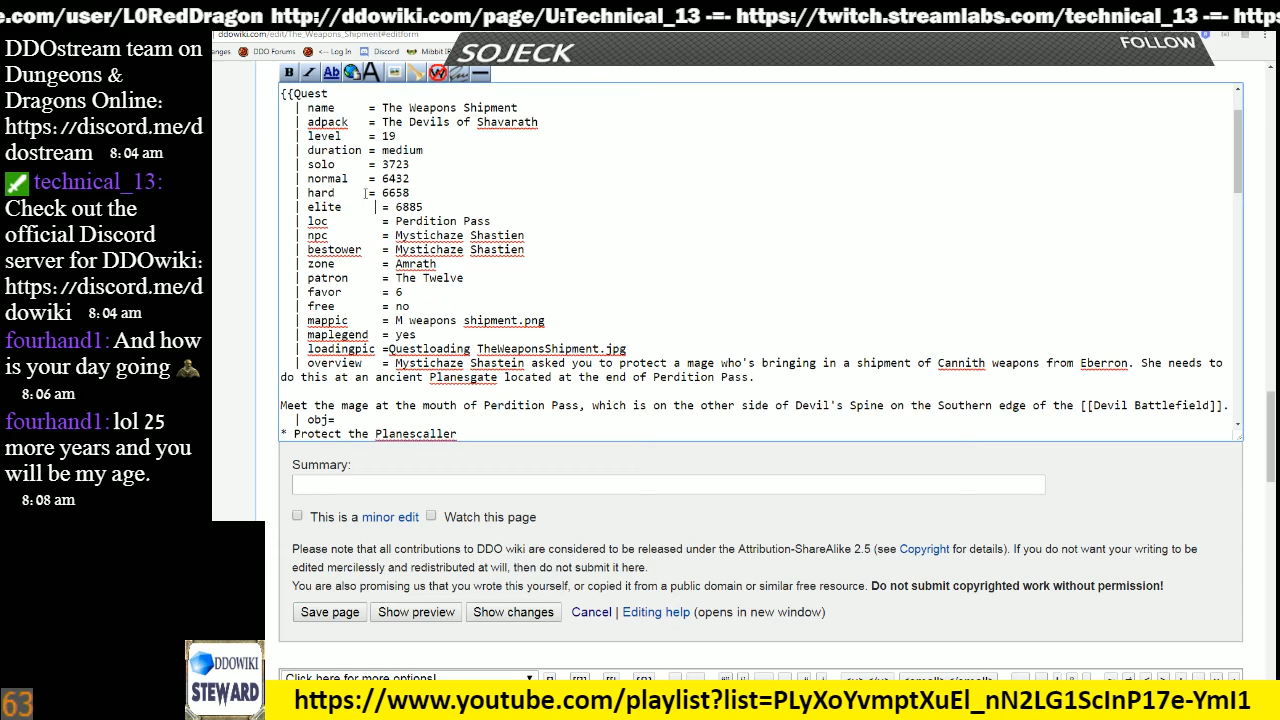 e.com/user/L0RedDragon http://ddowiki.com/page/U:Technical_13 -=- https://twitch.streamlabs.com/technical_13 -=- https
ddowiki.com/edit/The_Weapons_Shipment#editform
SOJECK
FOLLOW
DDO Forums
<-- Log In
Discord
DDOstream team on
Dungeons &
Dragons Online:
https://discord.me/d
dostream 8:04 am
technical_13:
Check out the
official Discord
server for DDOwiki:
https://discord.me/d
dowiki 8:04 am
fourhand1: And how
is your day going
8:06 am
fourhand1: lol 25
more years and you
will be my age.
8:08 am
{{Quest
| name = The Weapons Shipment
| adpack = The Devils of Shavarath
| level = 19
| duration = medium
| solo = 3723
| normal = 6432
| hard = 6658
| elite = 6885
| loc = Perdition Pass
| npc = Mystichaze Shastien
| bestower = Mystichaze Shastien
| zone = Amrath
| patron = The Twelve
| favor = 6
| free = no
| mappic = M weapons shipment.png
| maplegend = yes
| loadingpic =Questloading TheWeaponsShipment.jpg
| overview = Mystichaze Shastein asked you to protect a mage who's bringing in a shipment of Cannith weapons from Eberron. She needs to
do this at an ancient Planesgate located at the end of Perdition Pass.
Meet the mage at the mouth of Perdition Pass, which is on the other side of Devil's Spine on the Southern edge of the [[Devil Battlefield]].
| obj=
* Protect the Planescaller
Summary:
This is a minor edit Watch this page
Please note that all contributions to DDO wiki are considered to be released under the Attribution-ShareAlike 2.5 (see Copyright for details). If you do not want your writing to be
edited mercilessly and redistributed at will, then do not submit it here.
You are also promising us that you wrote this yourself, or copied it from a public domain or similar free resource. Do not submit copyrighted work without permission!
Save page Show preview Show changes Cancel | Editing help (opens in new window)
Click here for more options!
DDOWIKI
STEWARD
63
https://www.youtube.com/playlist?list=PLyXoYvmptXuEl_nN2LG1ScInP17e-YmI1